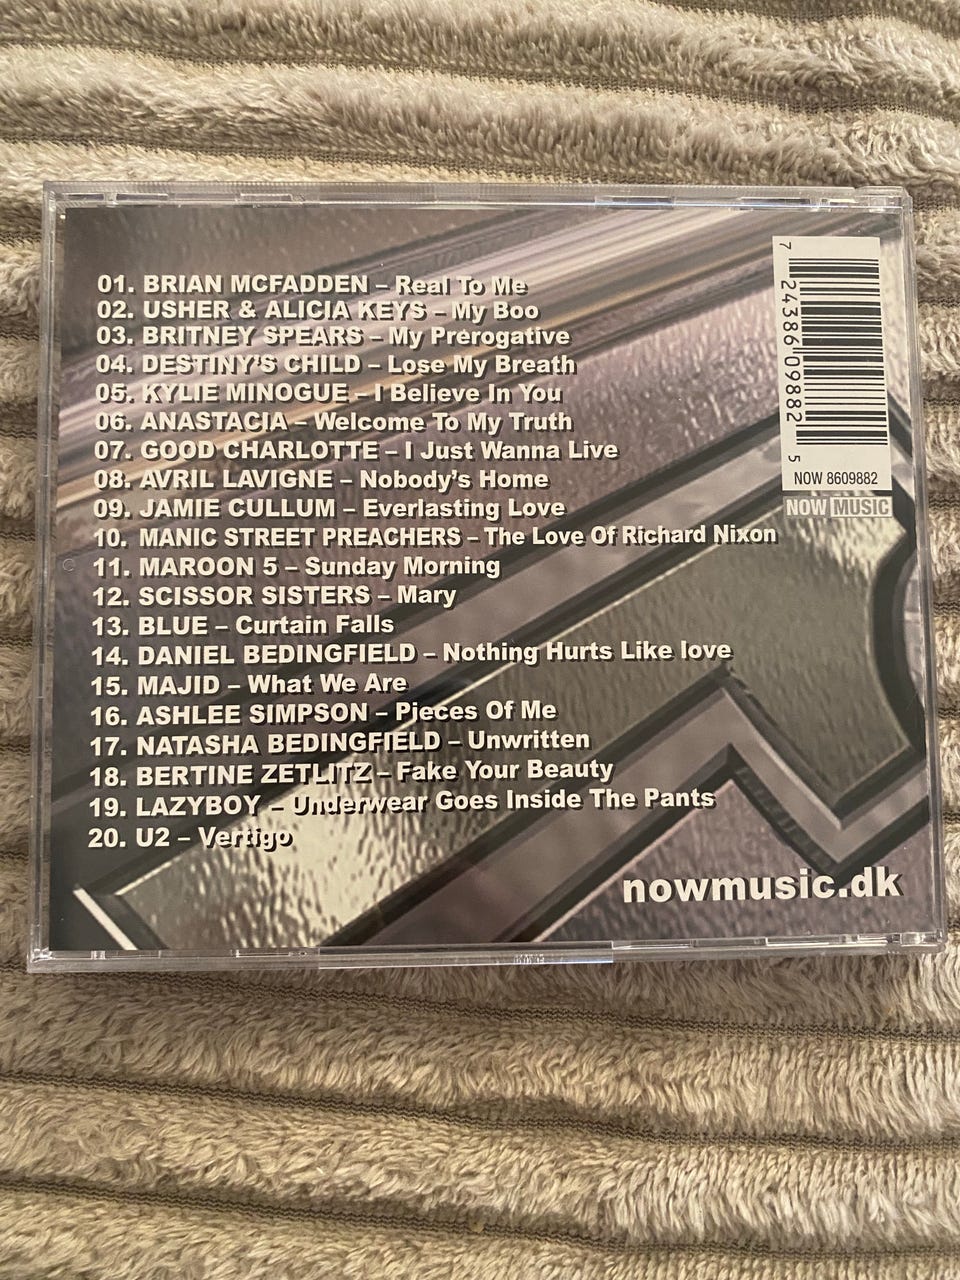 01. BRIAN MCFADDEN – Real To Me
02. USHER & ALICIA KEYS – My Boo
03. BRITNEY SPEARS – My Prerogative
04. DESTINY'S CHILD – Lose My Breath
05. KYLIE MINOGUE – I Believe In You
06. ANASTACIA – Welcome To My Truth
07. GOOD CHARLOTTE – I Just Wanna Live
08. AVRIL LAVIGNE – Nobody's Home
09. JAMIE CULLUM – Everlasting Love
10. MANIC STREET PREACHERS – The Love Of Richard Nixon
11. MAROON 5 – Sunday Morning
12. SCISSOR SISTERS – Mary
13. BLUE – Curtain Falls
14. DANIEL BEDINGFIELD – Nothing Hurts Like love
15. MAJID – What We Are
16. ASHLEE SIMPSON – Pieces Of Me
17. NATASHA BEDINGFIELD – Unwritten
18. BERTINE ZETLITZ – Fake Your Beauty
19. LAZYBOY – Underwear Goes Inside The Pants
20. U2 – Vertigo
7 24386 09882 5
NOW 8609882
NOW MUSIC
nowmusic.dk